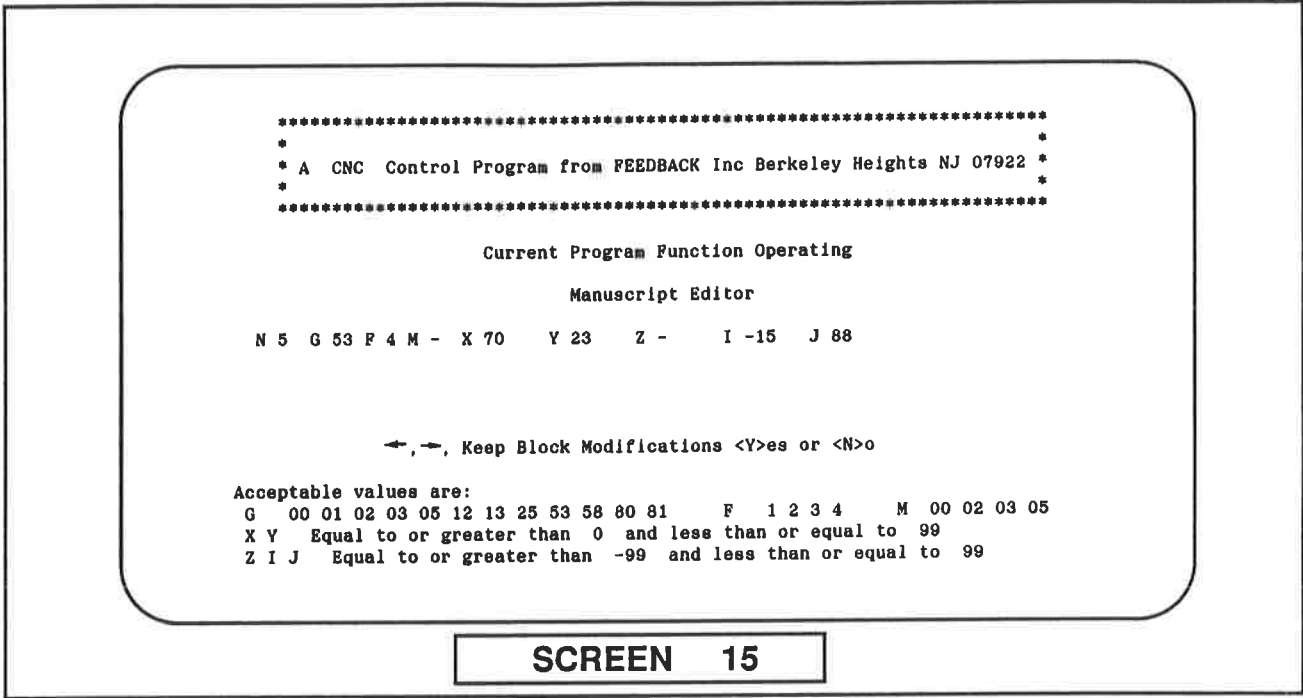 ***********************************************************************
*                                                                     *
* A  CNC  Control Program from FEEDBACK Inc Berkeley Heights NJ 07922 *
*                                                                     *
***********************************************************************
Current Program Function Operating
Manuscript Editor
N 5  G 53 F 4 M -  X 70    Y 23    Z -     I -15   J 88
←,→, Keep Block Modifications <Y>es or <N>o
Acceptable values are:
G   00 01 02 03 05 12 13 25 53 58 80 81     F   1 2 3 4     M  00 02 03 05
X Y   Equal to or greater than  0  and less than or equal to  99
Z I J   Equal to or greater than  -99  and less than or equal to  99
SCREEN 15